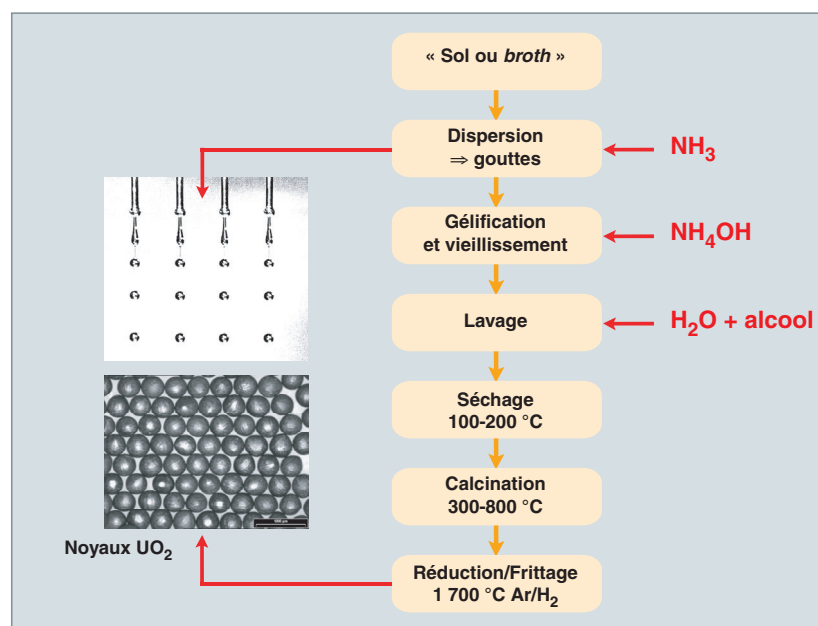 « Sol ou broth »
Dispersion
⇒ gouttes
NH3
Gélification
et vieillissement
NH4OH
Lavage
H2O + alcool
Séchage
100-200 °C
Calcination
300-800 °C
Noyaux UO2
Réduction/Frittage
1 700 °C Ar/H2